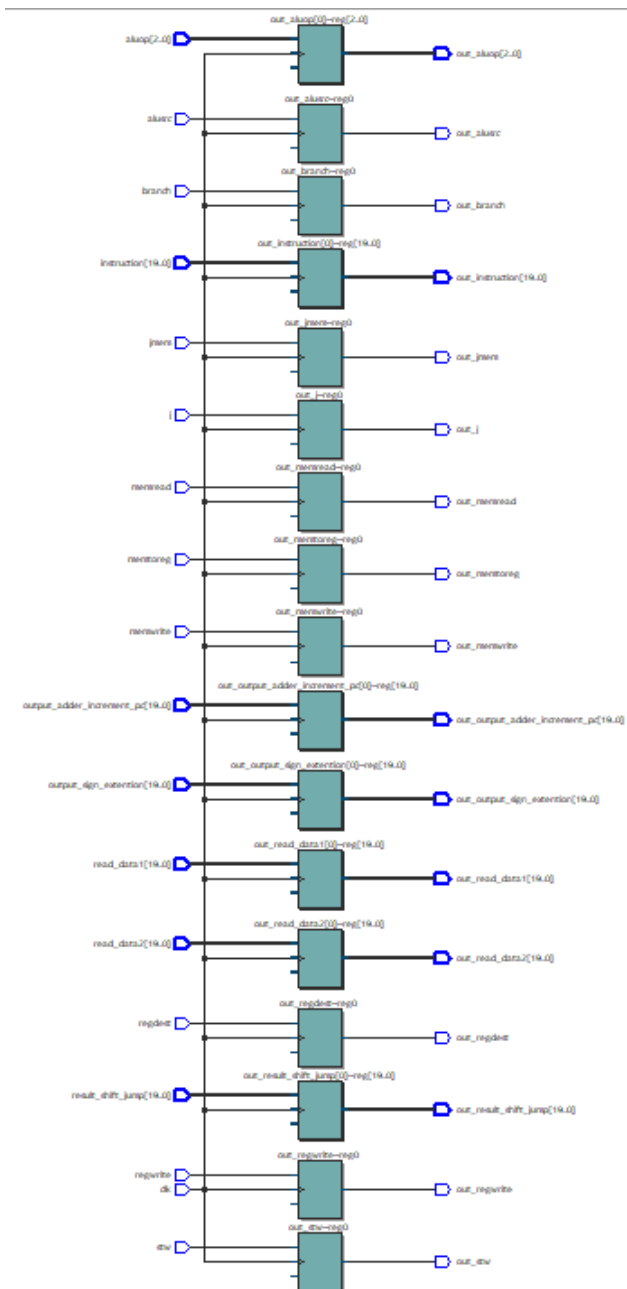 out_aluop[0]~reg[2..0]
aluop[2..0]
out_aluop[2..0]
out_alusrc~reg0
alusrc
out_alusrc
out_branch~reg0
branch
out_branch
out_instruction[0]~reg[19..0]
instruction[19..0]
out_instruction[19..0]
out_jmem~reg0
jmem
out_jmem
out_j~reg0
j
out_j
out_memread~reg0
memread
out_memread
out_memtoreg~reg0
memtoreg
out_memtoreg
out_memwrite~reg0
memwrite
out_memwrite
out_output_adder_increment_pc[0]~reg[19..0]
output_adder_increment_pc[19..0]
out_output_adder_increment_pc[19..0]
out_output_sign_extention[0]~reg[19..0]
output_sign_extention[19..0]
out_output_sign_extention[19..0]
out_read_data1[0]~reg[19..0]
read_data1[19..0]
out_read_data1[19..0]
out_read_data2[0]~reg[19..0]
read_data2[19..0]
out_read_data2[19..0]
out_regdest~reg0
regdest
out_regdest
out_result_shift_jump[0]~reg[19..0]
result_shift_jump[19..0]
out_result_shift_jump[19..0]
out_regwrite~reg0
regwrite
clk
out_regwrite
out_stw~reg0
stw
out_stw